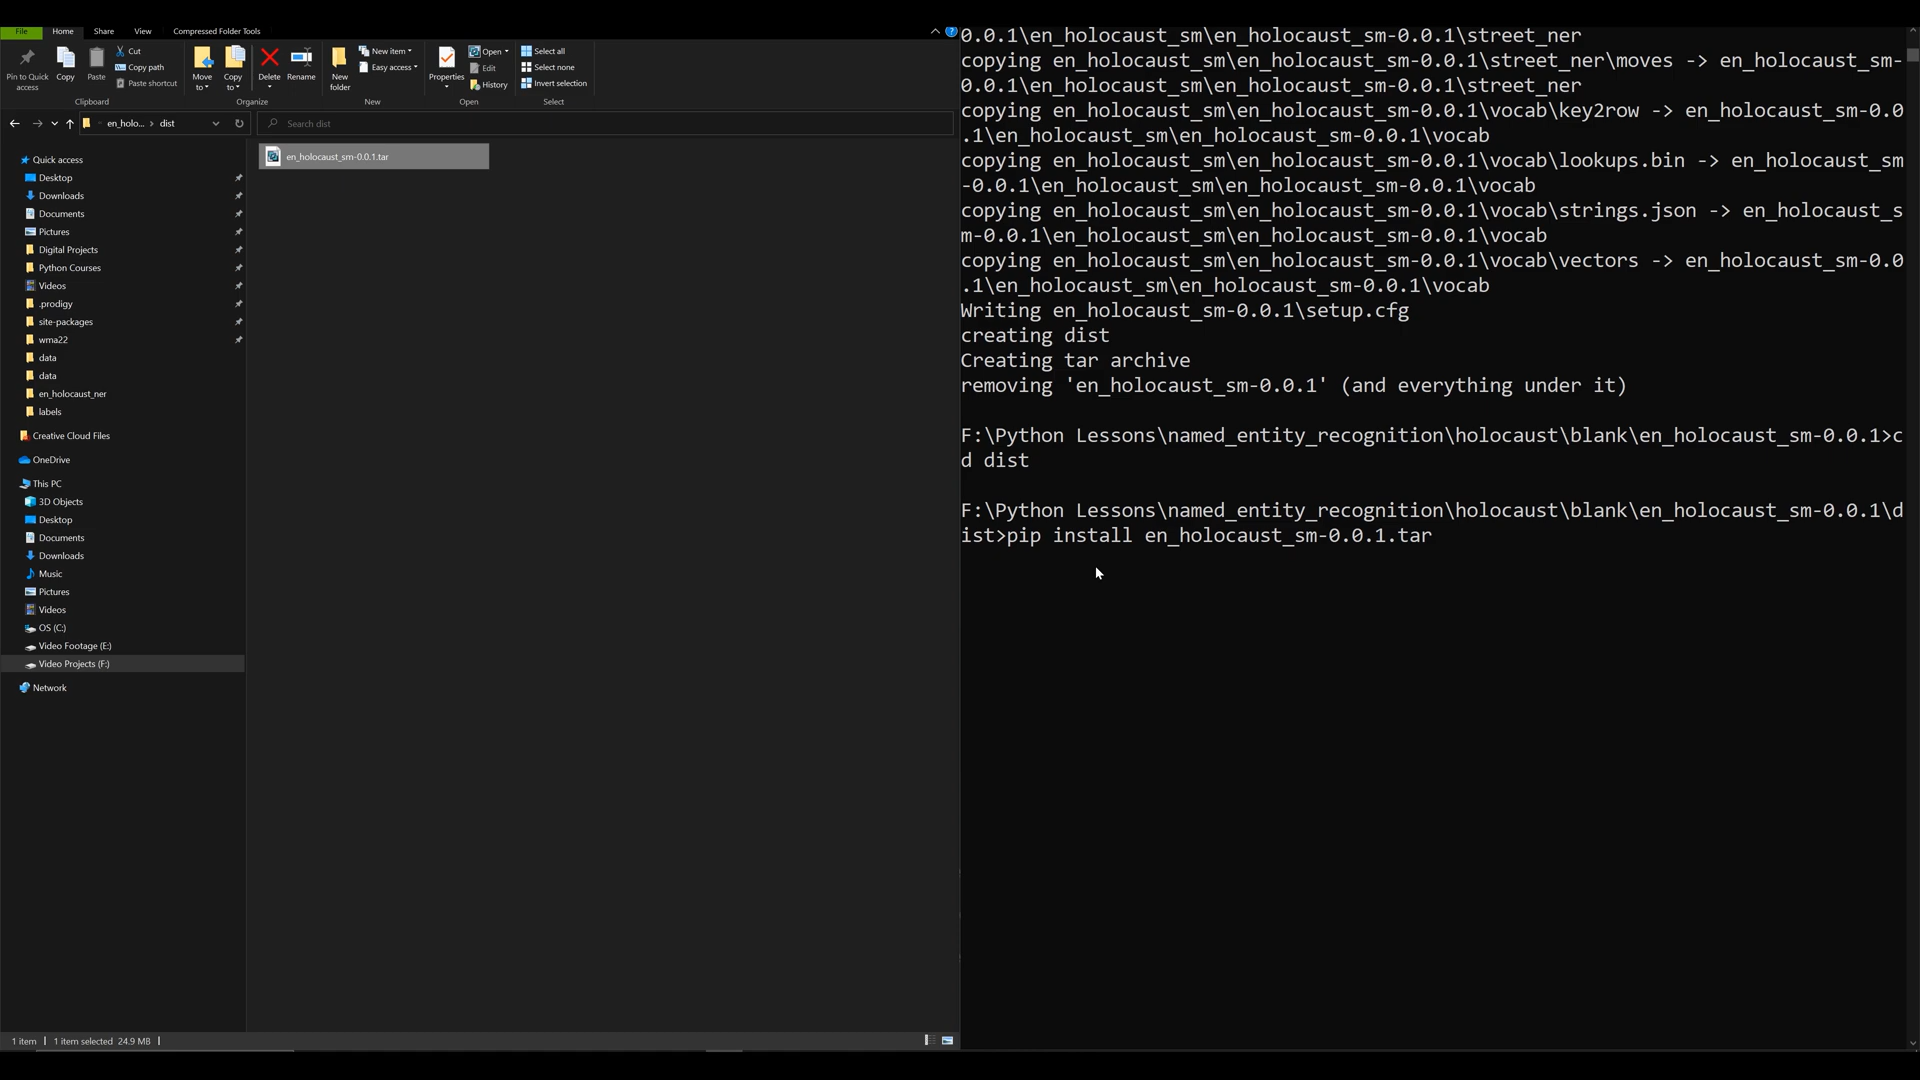 File
Home
Share
View
Compressed Folder Tools
Pin to Quick access
Copy
Paste
Cut
Copy path
Paste shortcut
Clipboard
Move to
Copy to
Delete
Rename
Organize
New folder
New item
Easy access
New
Properties
Open
Edit
History
Open
Select all
Select none
Invert selection
Select
en_holo... > dist
Search dist
Quick access
Desktop
Downloads
Documents
Pictures
Digital Projects
Python Courses
Videos
.prodigy
site-packages
wma22
data
data
en_holocaust_ner
labels
Creative Cloud Files
OneDrive
This PC
3D Objects
Desktop
Documents
Downloads
Music
Pictures
Videos
OS (C:)
Video Footage (E:)
Video Projects (F:)
Network
en_holocaust_sm-0.0.1.tar
1 item
1 item selected 24.9 MB
0.0.1\en_holocaust_sm\en_holocaust_sm-0.0.1\street_ner
copying en_holocaust_sm\en_holocaust_sm-0.0.1\street_ner\moves -> en_holocaust_sm-
0.0.1\en_holocaust_sm\en_holocaust_sm-0.0.1\street_ner
copying en_holocaust_sm\en_holocaust_sm-0.0.1\vocab\key2row -> en_holocaust_sm-0.0
.1\en_holocaust_sm\en_holocaust_sm-0.0.1\vocab
copying en_holocaust_sm\en_holocaust_sm-0.0.1\vocab\lookups.bin -> en_holocaust_sm
-0.0.1\en_holocaust_sm\en_holocaust_sm-0.0.1\vocab
copying en_holocaust_sm\en_holocaust_sm-0.0.1\vocab\strings.json -> en_holocaust_s
m-0.0.1\en_holocaust_sm\en_holocaust_sm-0.0.1\vocab
copying en_holocaust_sm\en_holocaust_sm-0.0.1\vocab\vectors -> en_holocaust_sm-0.0
.1\en_holocaust_sm\en_holocaust_sm-0.0.1\vocab
Writing en_holocaust_sm-0.0.1\setup.cfg
creating dist
Creating tar archive
removing 'en_holocaust_sm-0.0.1' (and everything under it)
F:\Python Lessons\named_entity_recognition\holocaust\blank\en_holocaust_sm-0.0.1>c
d dist
F:\Python Lessons\named_entity_recognition\holocaust\blank\en_holocaust_sm-0.0.1\d
ist>pip install en_holocaust_sm-0.0.1.tar